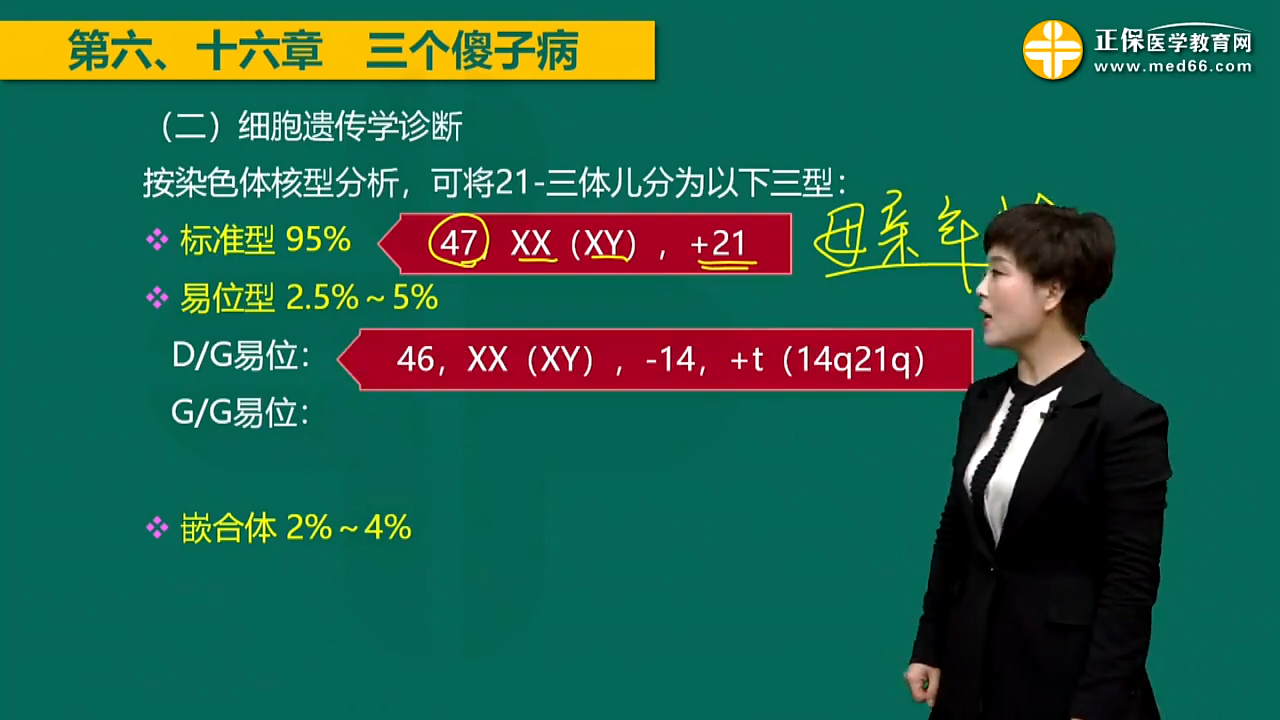 第六、十六章 三个傻子病
正保医学教育网
www.med66.com
（二）细胞遗传学诊断
按染色体核型分析，可将21-三体儿分为以下三型：
标准型 95%
47 XX（XY），+21
母亲年
易位型 2.5%～5%
D/G易位：
46，XX（XY），-14，+t（14q21q）
G/G易位：
嵌合体 2%～4%